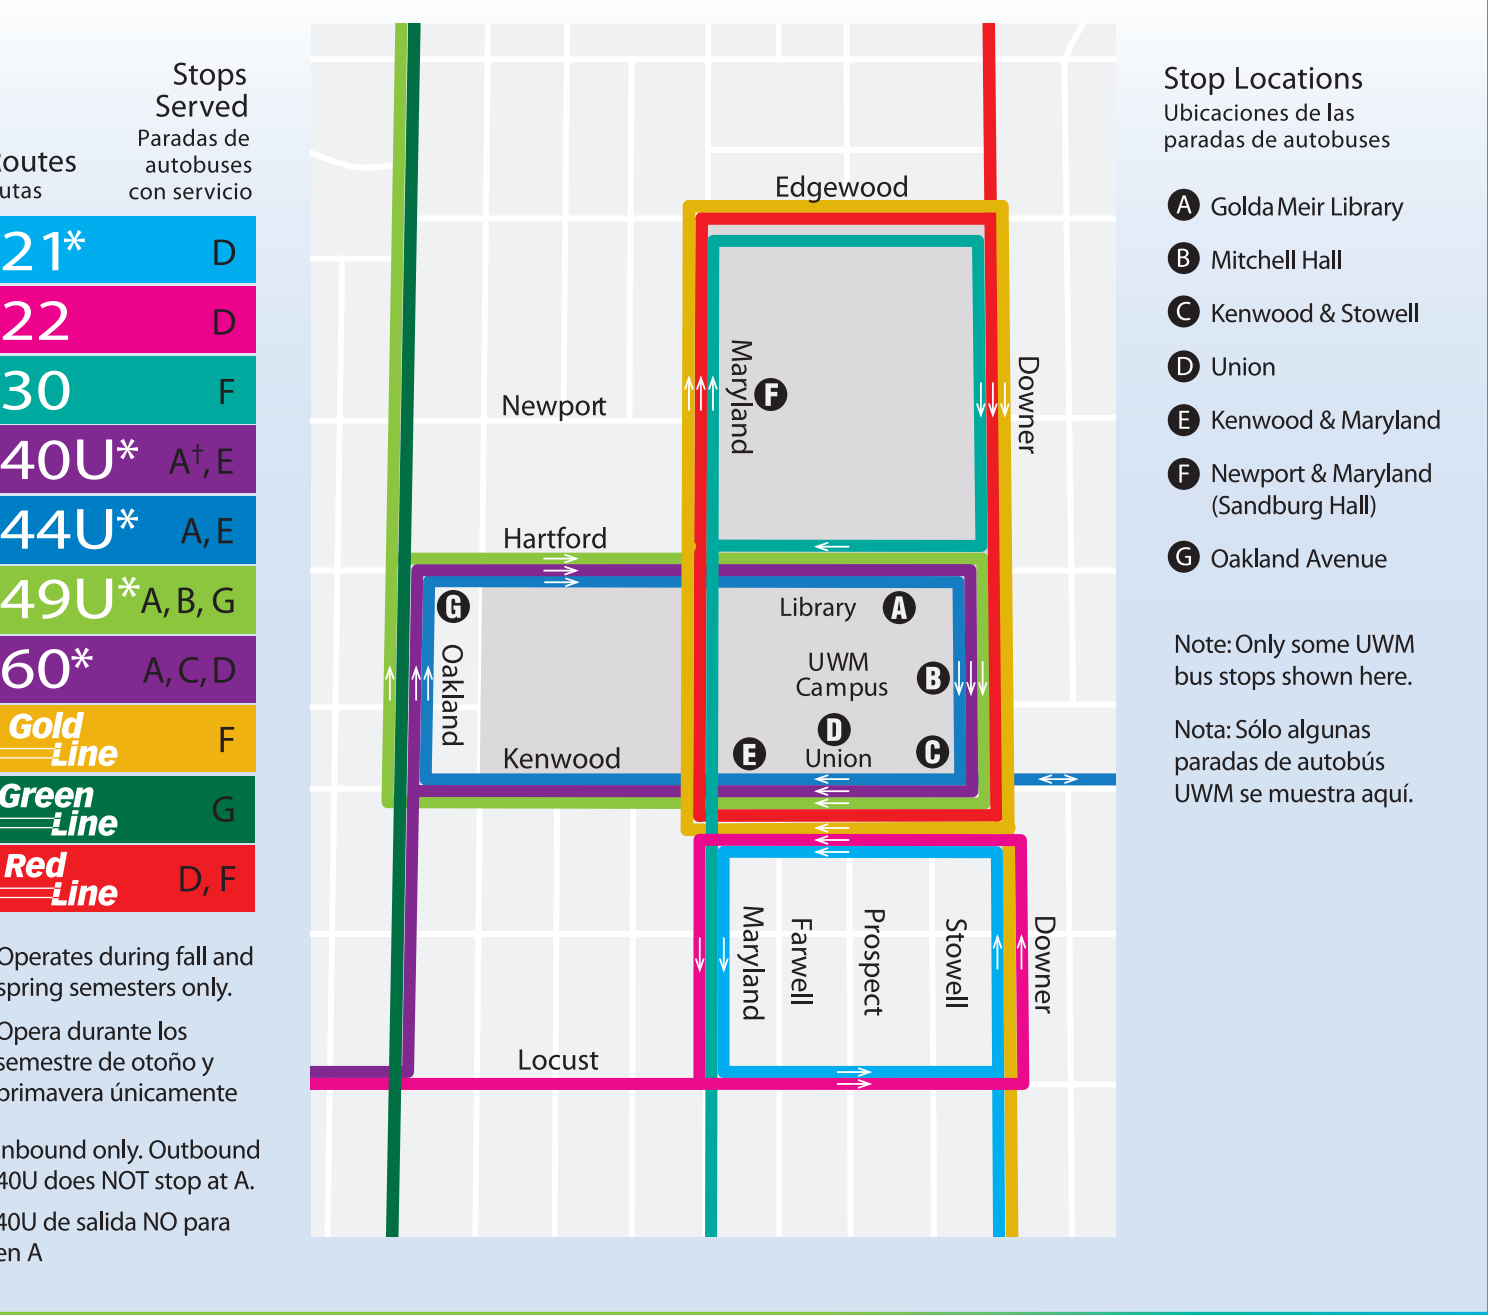 Stops
Served
Paradas de
autobuses
con servicio
outes
utas
21* D
22 D
30 F
40U* A†, E
44U* A, E
49U* A, B, G
60* A, C, D
Gold Line F
Green Line G
Red Line D, F
Operates during fall and
spring semesters only.
Opera durante los
semestre de otoño y
primavera únicamente
nbound only. Outbound
40U does NOT stop at A.
40U de salida NO para
en A
Edgewood
Maryland
F
Downer
Newport
Hartford
G
Oakland
Library A
UWM
Campus
B
D
Union
E
C
Kenwood
Maryland
Farwell
Prospect
Stowell
Downer
Locust
Stop Locations
Ubicaciones de las
paradas de autobuses
A Golda Meir Library
B Mitchell Hall
C Kenwood & Stowell
D Union
E Kenwood & Maryland
F Newport & Maryland
(Sandburg Hall)
G Oakland Avenue
Note: Only some UWM
bus stops shown here.
Nota: Sólo algunas
paradas de autobús
UWM se muestra aquí.